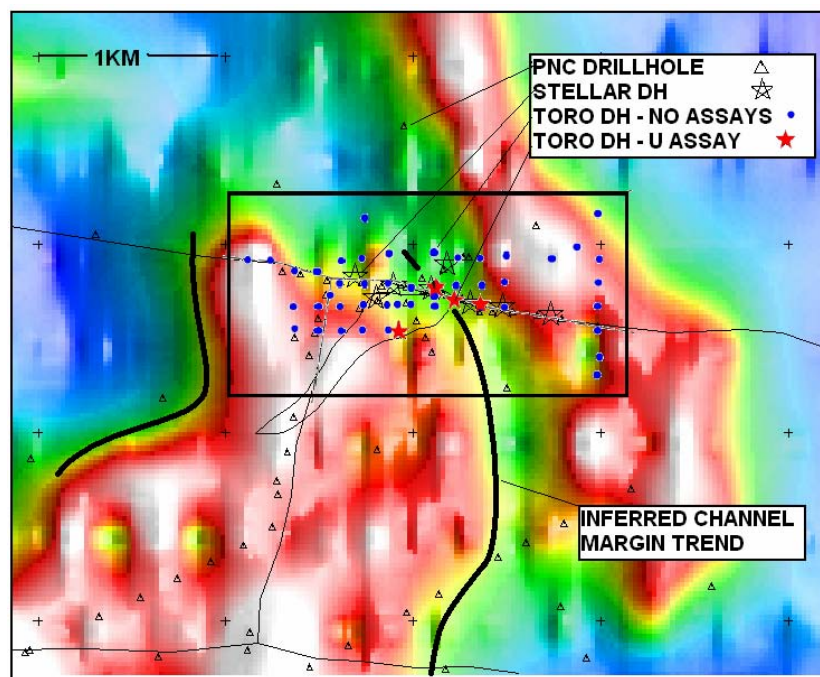 1KM
PNC DRILLHOLE
STELLAR DH
TORO DH - NO ASSAYS
TORO DH - U ASSAY
INFERRED CHANNEL
MARGIN TREND